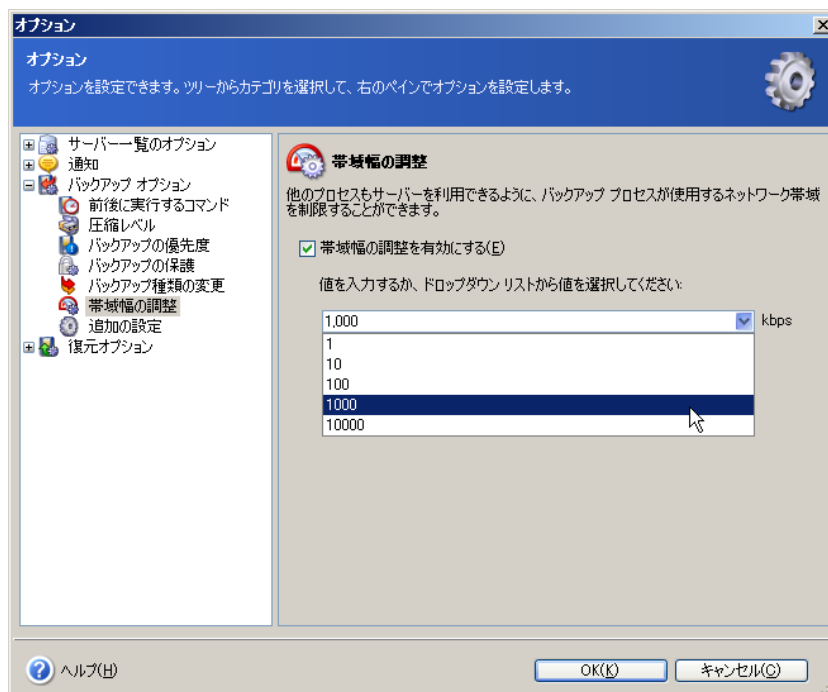 オプション
オプション
オプションを設定できます。ツリーからカテゴリを選択して、右のペインでオプションを設定します。
サーバー一覧のオプション
通知
バックアップ オプション
前後に実行するコマンド
圧縮レベル
バックアップの優先度
バックアップの保護
バックアップ種類の変更
帯域幅の調整
追加の設定
復元オプション
帯域幅の調整
他のプロセスもサーバーを利用できるように、バックアップ プロセスが使用するネットワーク帯域
を制限することができます。
帯域幅の調整を有効にする(E)
値を入力するか、ドロップダウン リストから値を選択してください:
1,000 kbps
1
10
100
1000
10000
ヘルプ(H)
OK(K)
キャンセル(C)